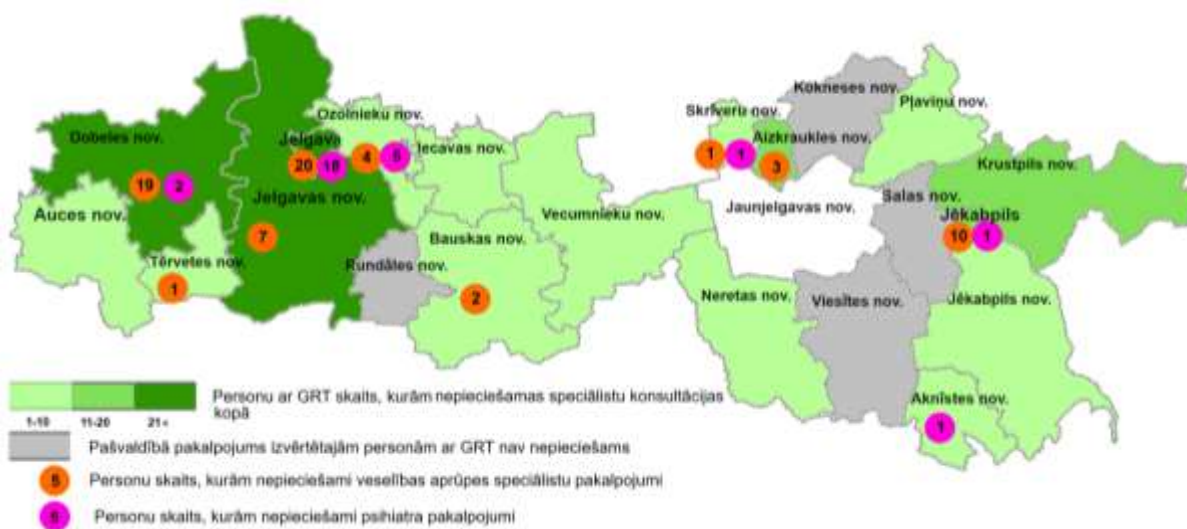 Kokneses nov.
Pļaviņu nov.
Skrīveru nov.
Ozolnieku nov.
Dobeles nov.
Jelgava
Aizkraukles nov.
Iecavas nov.
1
1
3
20
18
4
5
Krustpils nov.
19
2
Jelgavas nov.
Salas nov.
Auces nov.
Vecumnieku nov.
Jaunjelgavas nov.
Jēkabpils
7
Bauskas nov.
10
1
Tērvetes nov.
Rundāles nov.
1
2
Neretas nov.
Viesītes nov.
Jēkabpils nov.
Aknīstes nov.
1
Personu ar GRT skaits, kurām nepieciešamas speciālistu konsultācijas
kopā
1-10 11-20 21<
Pašvaldībā pakalpojums izvērtētajām personām ar GRT nav nepieciešams
Personu skaits, kurām nepieciešami veselības aprūpes speciālistu pakalpojumi
Personu skaits, kurām nepieciešami psihiatra pakalpojumi